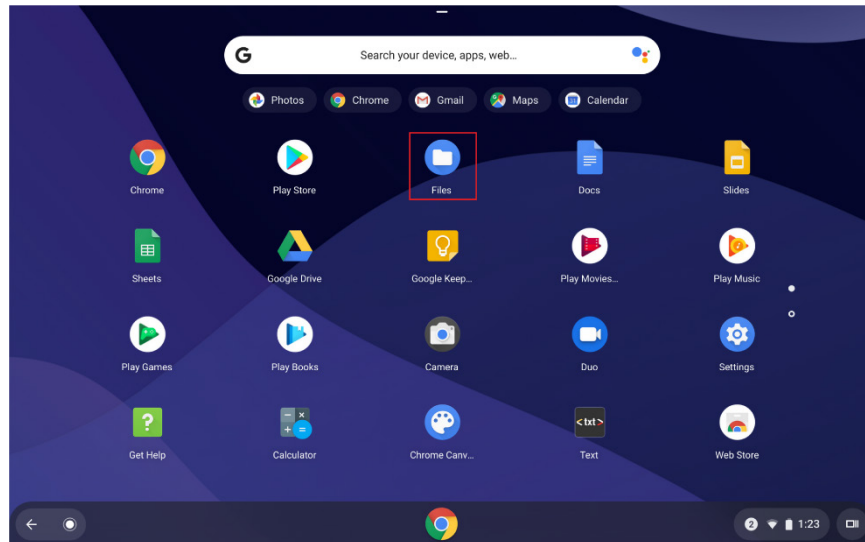 G Search your device, apps, web...
Photos Chrome Gmail Maps Calendar
Chrome Play Store Files Docs Slides
Sheets Google Drive Google Keep... Play Movies... Play Music
Play Games Play Books Camera Duo Settings
?
<txt>
Get Help Calculator Chrome Canv... Text Web Store
2 1:23